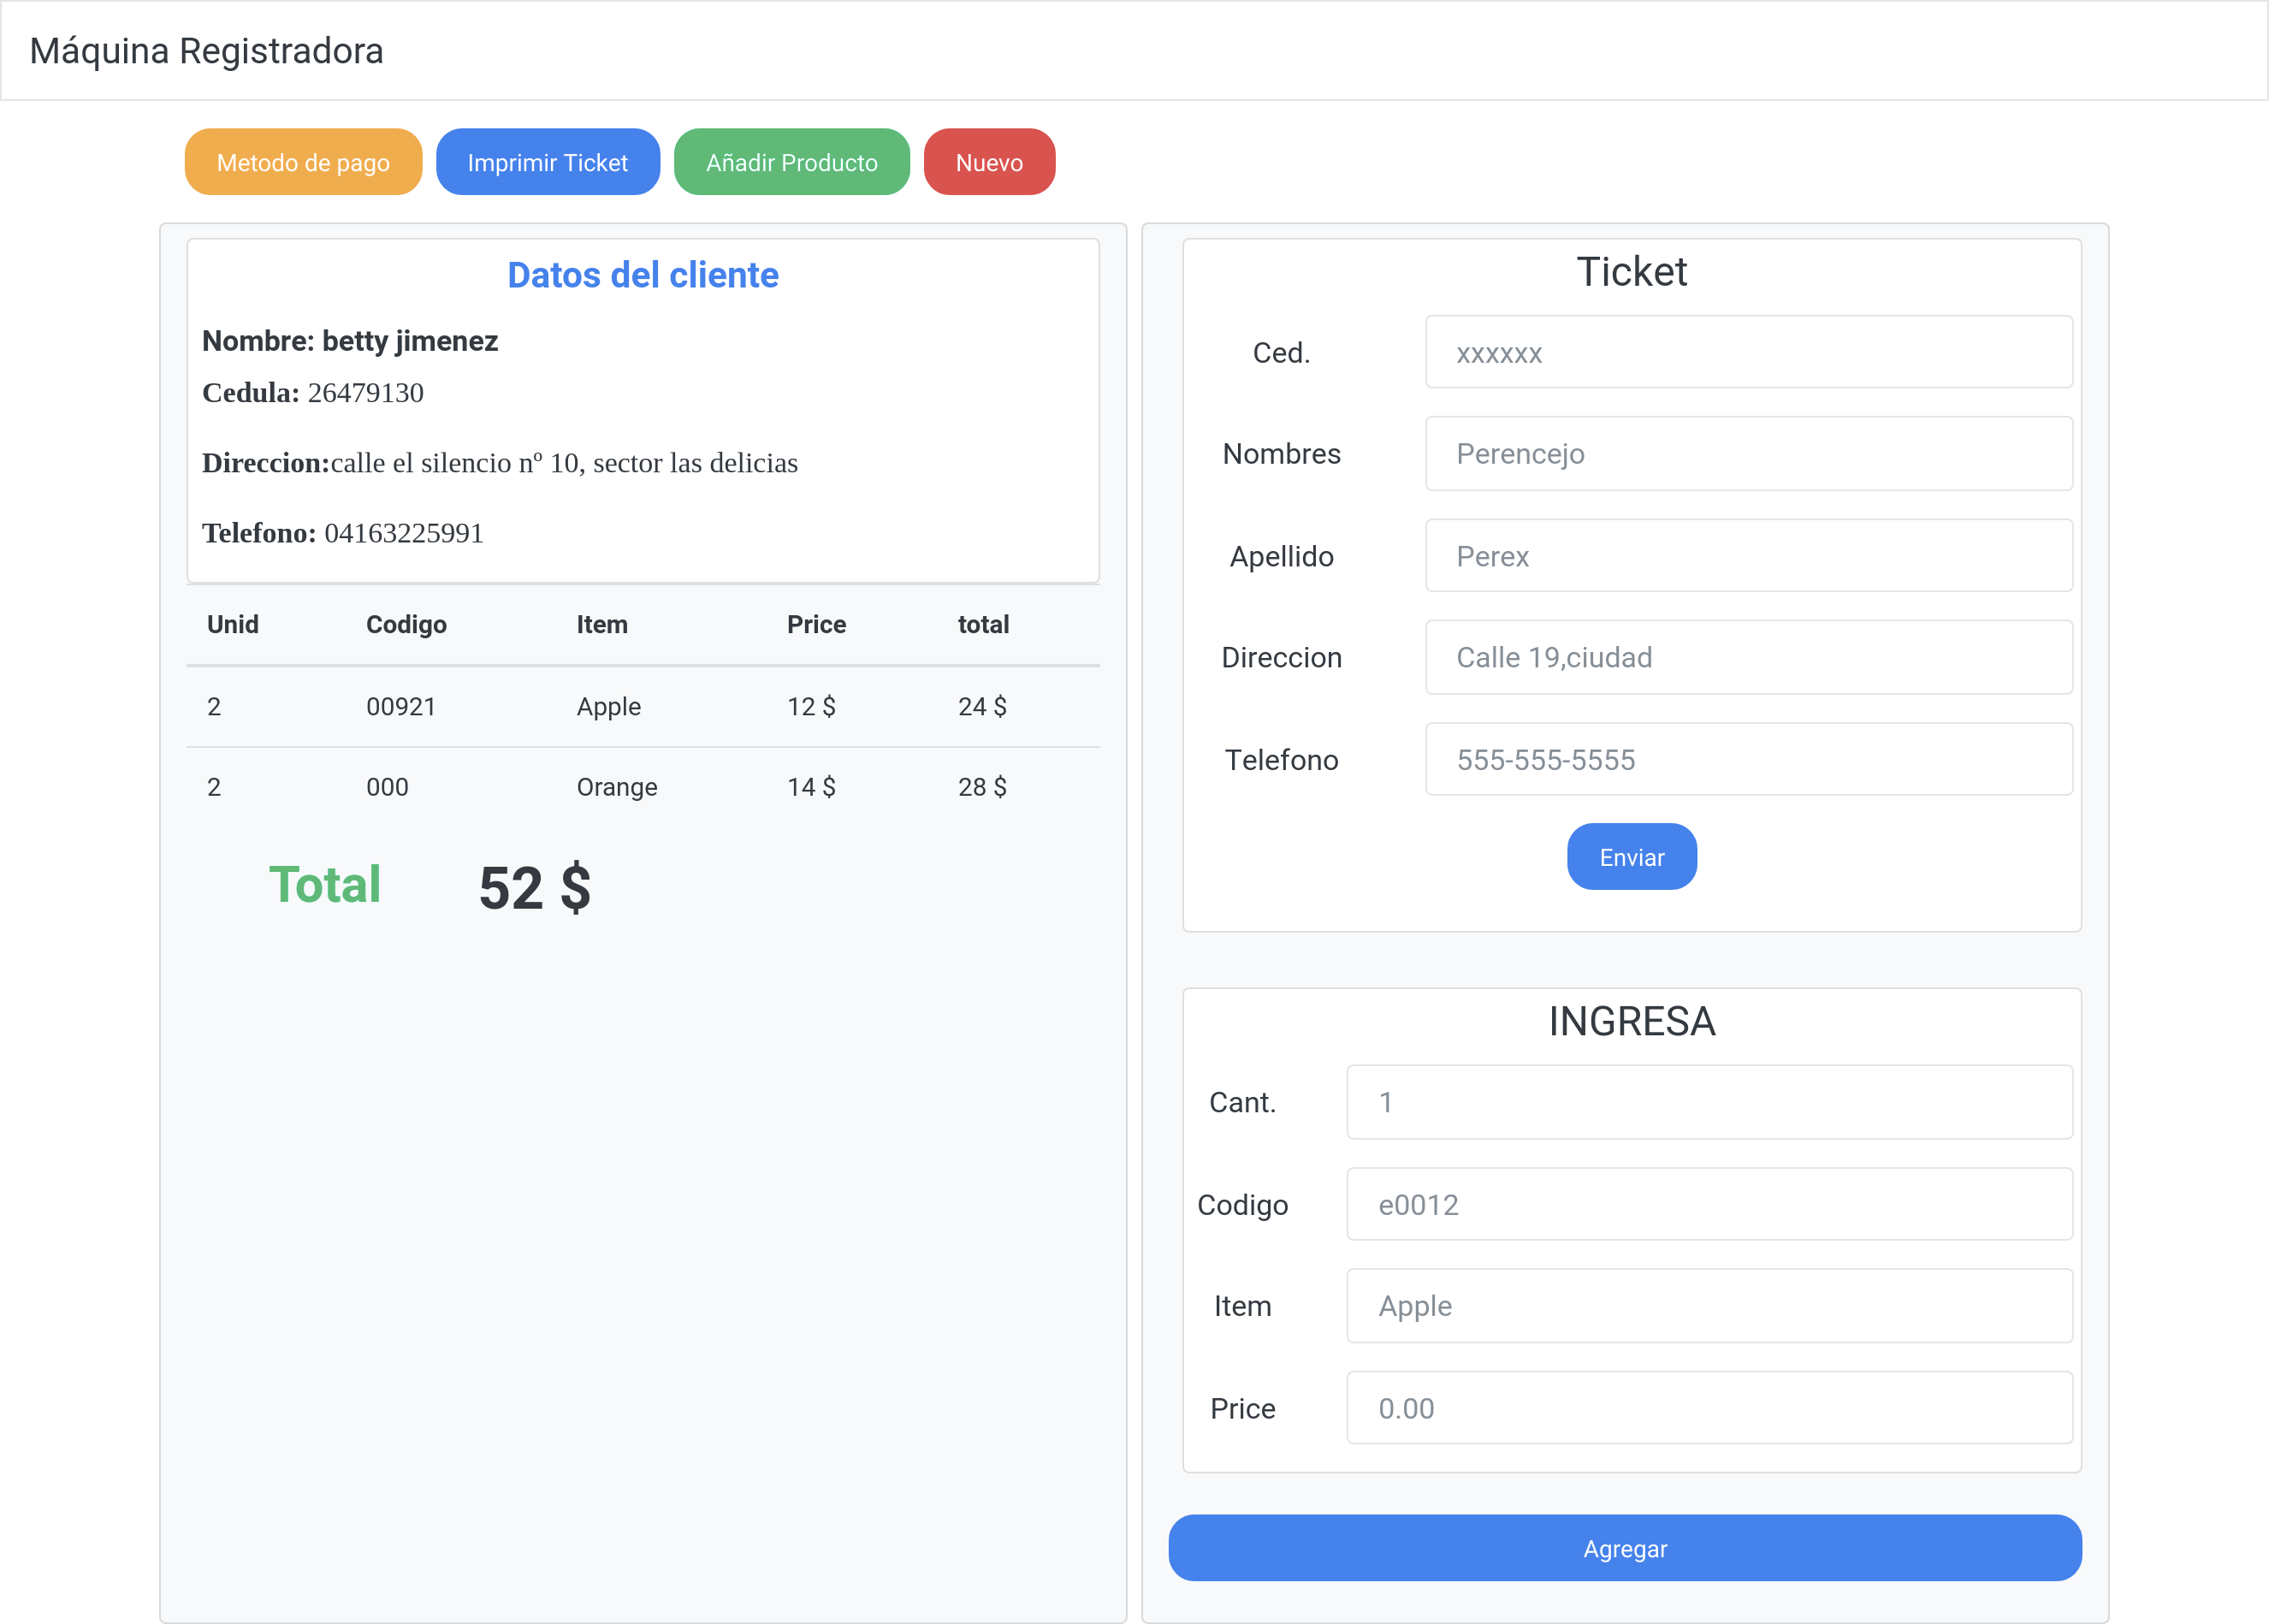 Máquina Registradora
Metodo de pago Imprimir Ticket Añadir Producto Nuevo
Datos del cliente
Nombre: betty jimenez
Cedula: 26479130
Direccion:calle el silencio nº 10, sector las delicias
Telefono: 04163225991
Unid Codigo Item Price total
2 00921 Apple 12 $ 24 $
2 000 Orange 14 $ 28 $
Total 52 $
Ticket
Ced. xxxxxx
Nombres Perencejo
Apellido Perex
Direccion Calle 19,ciudad
Telefono 555-555-5555
Enviar
INGRESA
Cant. 1
Codigo e0012
Item Apple
Price 0.00
Agregar